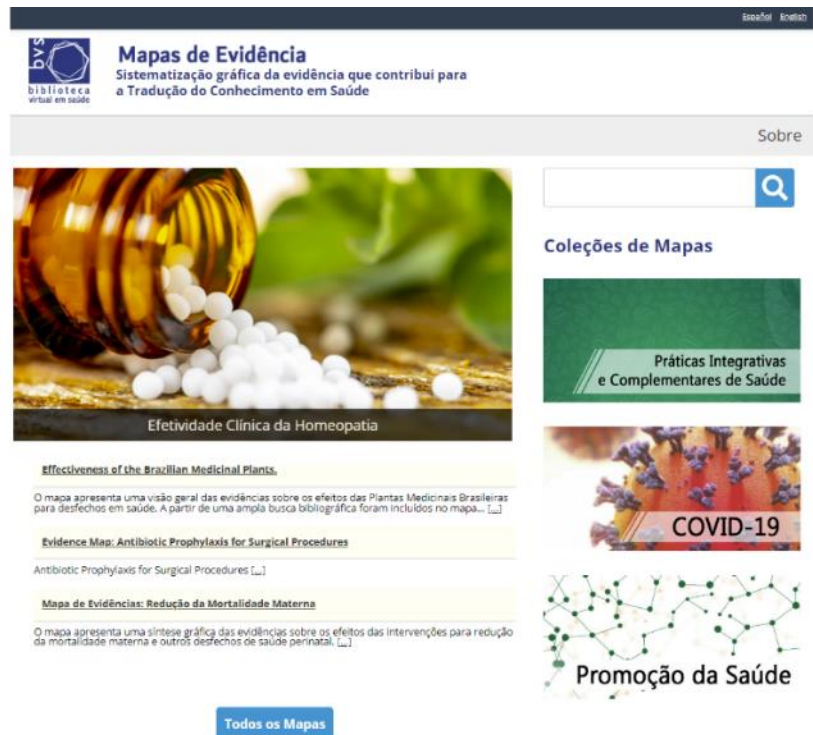 Español English
bvs
biblioteca
virtual em saúde
Mapas de Evidência
Sistematização gráfica da evidência que contribui para
a Tradução do Conhecimento em Saúde
Sobre
Efetividade Clínica da Homeopatia
Effectiveness of the Brazilian Medicinal Plants.
O mapa apresenta uma visão geral das evidências sobre os efeitos das Plantas Medicinais Brasileiras
para desfechos em saúde. A partir de uma ampla busca bibliográfica foram incluídos no mapa... [...]
Evidence Map: Antibiotic Prophylaxis for Surgical Procedures
Antibiotic Prophylaxis for Surgical Procedures [...]
Mapa de Evidências: Redução da Mortalidade Materna
O mapa apresenta uma síntese gráfica das evidências sobre os efeitos das intervenções para redução
da mortalidade materna e outros desfechos de saúde perinatal. [...]
Todos os Mapas
Coleções de Mapas
Práticas Integrativas
e Complementares de Saúde
COVID-19
Promoção da Saúde